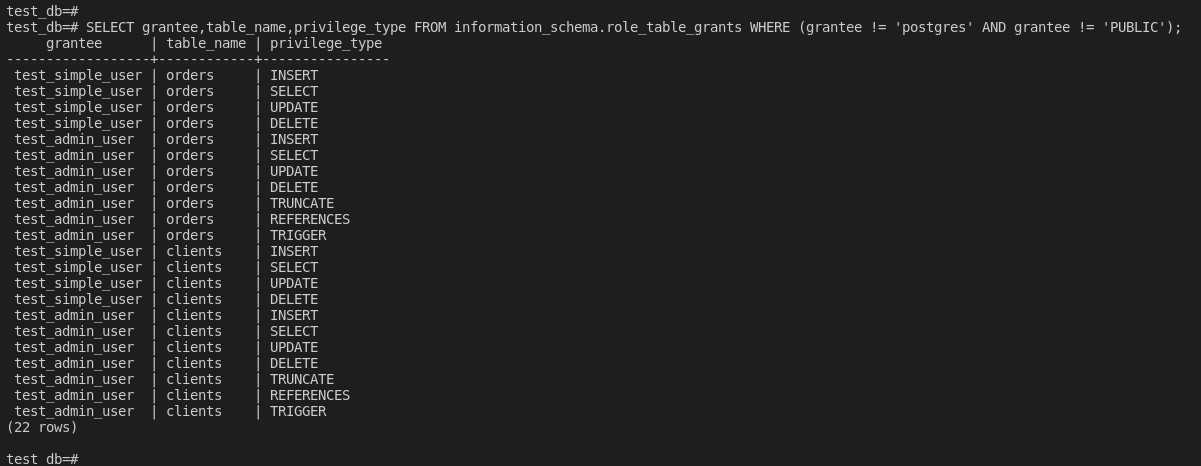 test_db=#
test_db=# SELECT grantee,table_name,privilege_type FROM information_schema.role_table_grants WHERE (grantee != 'postgres' AND grantee != 'PUBLIC');
     grantee      | table_name | privilege_type
------------------+------------+----------------
 test_simple_user | orders     | INSERT
 test_simple_user | orders     | SELECT
 test_simple_user | orders     | UPDATE
 test_simple_user | orders     | DELETE
 test_admin_user  | orders     | INSERT
 test_admin_user  | orders     | SELECT
 test_admin_user  | orders     | UPDATE
 test_admin_user  | orders     | DELETE
 test_admin_user  | orders     | TRUNCATE
 test_admin_user  | orders     | REFERENCES
 test_admin_user  | orders     | TRIGGER
 test_simple_user | clients    | INSERT
 test_simple_user | clients    | SELECT
 test_simple_user | clients    | UPDATE
 test_simple_user | clients    | DELETE
 test_admin_user  | clients    | INSERT
 test_admin_user  | clients    | SELECT
 test_admin_user  | clients    | UPDATE
 test_admin_user  | clients    | DELETE
 test_admin_user  | clients    | TRUNCATE
 test_admin_user  | clients    | REFERENCES
 test_admin_user  | clients    | TRIGGER
(22 rows)
test_db=#